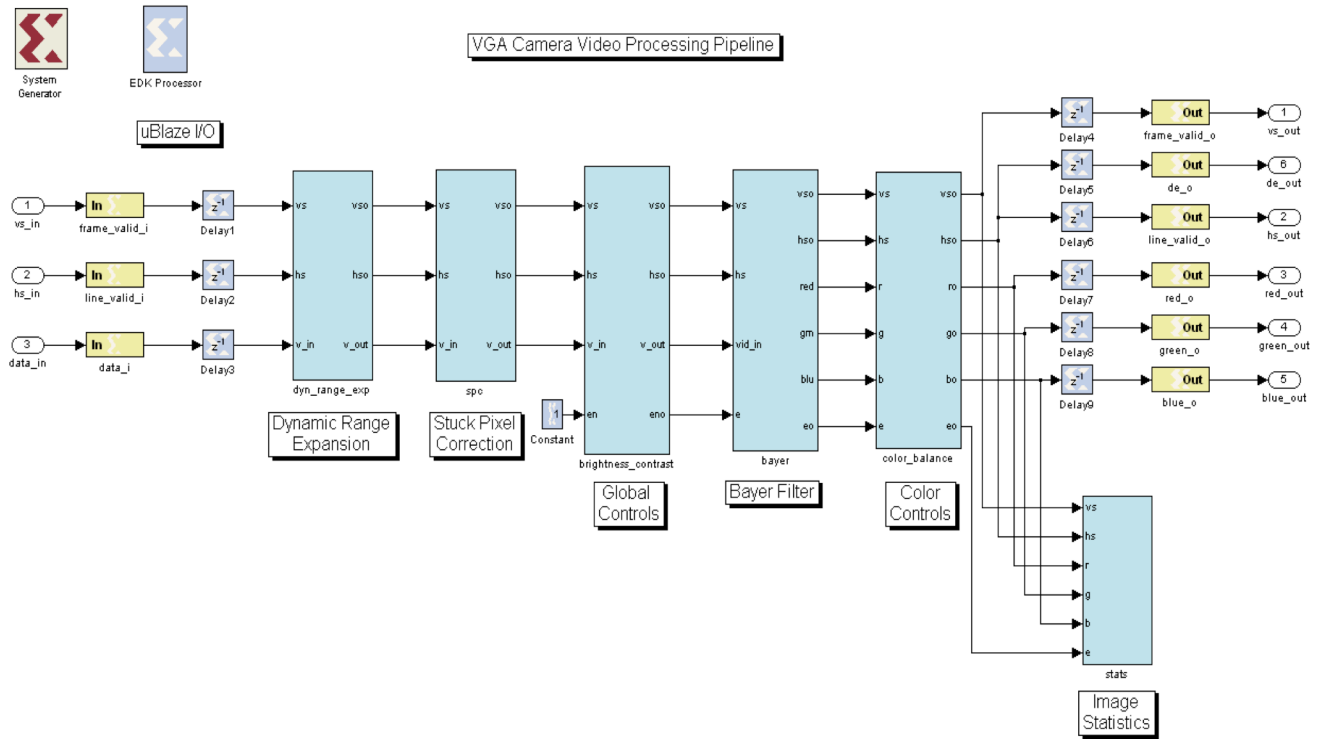 VGA Camera Video Processing Pipeline
System
Generator
EDK Processor
uBlaze I/O
1
vs_in
In
frame_valid_i
z-1
Delay1
2
hs_in
In
line_valid_i
z-1
Delay2
3
data_in
In
data_i
z-1
Delay3
vs
hs
v_in
vso
hso
v_out
dyn_range_exp
Dynamic Range
Expansion
vs
hs
v_in
vso
hso
v_out
spc
Stuck Pixel
Correction
1
Constant
vs
hs
v_in
en
vso
hso
v_out
eno
brightness_contrast
Global
Controls
vs
hs
vid_in
e
vso
hso
red
grn
blu
eo
bayer
Bayer Filter
vs
hs
r
g
b
e
vso
hso
ro
go
bo
eo
color_balance
Color
Controls
z-1
Delay4
Out
frame_valid_o
1
vs_out
z-1
Delay5
Out
de_o
6
de_out
z-1
Delay6
Out
line_valid_o
2
hs_out
z-1
Delay7
Out
red_o
3
red_out
z-1
Delay8
Out
green_o
4
green_out
z-1
Delay9
Out
blue_o
5
blue_out
vs
hs
r
g
b
e
stats
Image
Statistics